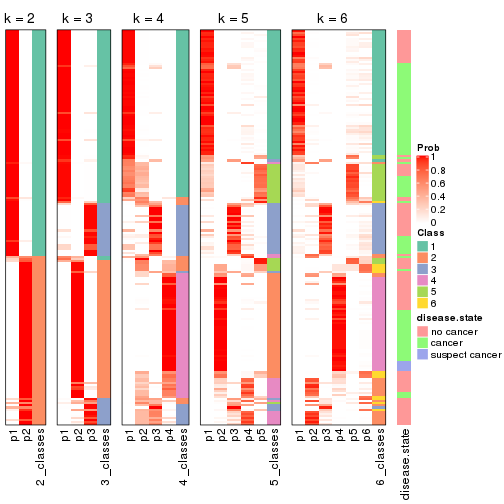 k = 2
k = 3
k = 4
k = 5
k = 6
Prob
1
0.8
0.6
0.4
0.2
0
Class
1
2
3
4
5
6
disease.state
no cancer
cancer
suspect cancer
p1
p2
2_classes
p1
p2
p3
3_classes
p1
p2
p3
p4
4_classes
p1
p2
p3
p4
p5
5_classes
p1
p2
p3
p4
p5
p6
6_classes
disease.state